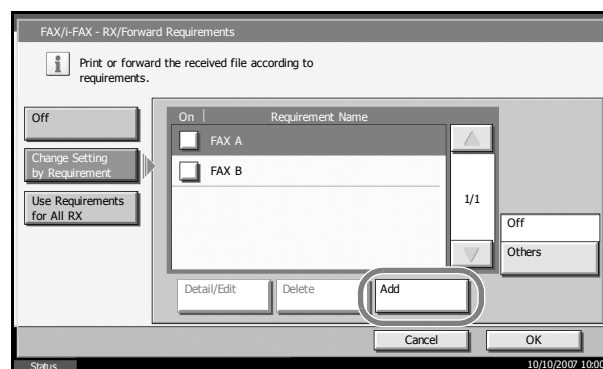 FAX/i-FAX - RX/Forward Requirements
Print or forward the received file according to
requirements.
Off
Change Setting
by Requirement
Use Requirements
for All RX
On
Requirement Name
FAX A
FAX B
1/1
Off
Others
Detail/Edit
Delete
Add
Cancel
OK
Status
10/10/2007 10:00